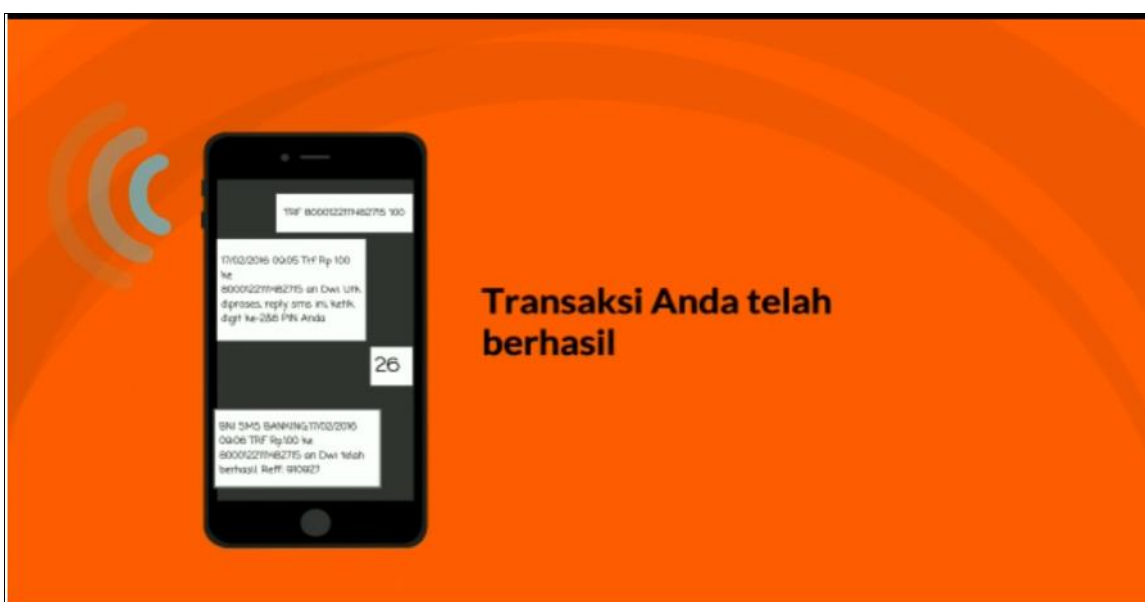 TRF 8000122111482715 100
17/02/2016 09:05 Trf Rp 100
ke
8000122111482715 an Dwi Utk
diproses, reply sms ini, ketik
digit ke-2&6 PIN Anda
26
BNI SMS BANKING,17/02/2016
09:06 TRF Rp100 ke
8000122111482715 an Dwi telah
berhasil. Reff:
Transaksi Anda telah
berhasil